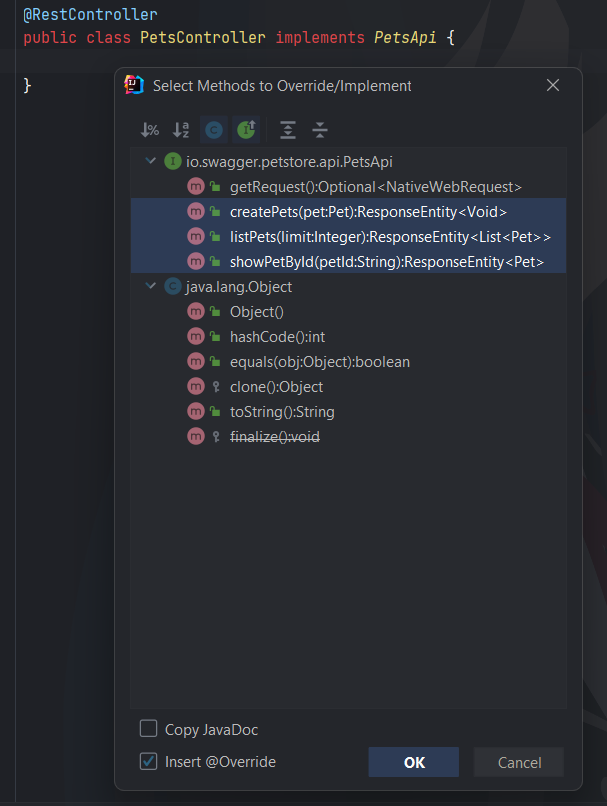 @RestController
public class PetsController implements PetsApi {
}
Select Methods to Override/Implement
io.swagger.petstore.api.PetsApi
getRequest():Optional<NativeWebRequest>
createPets(pet:Pet):ResponseEntity<Void>
listPets(limit:Integer):ResponseEntity<List<Pet>>
showPetById(petId:String):ResponseEntity<Pet>
java.lang.Object
Object()
hashCode():int
equals(obj:Object):boolean
clone():Object
toString():String
finalize():void
Copy JavaDoc
Insert @Override
OK
Cancel